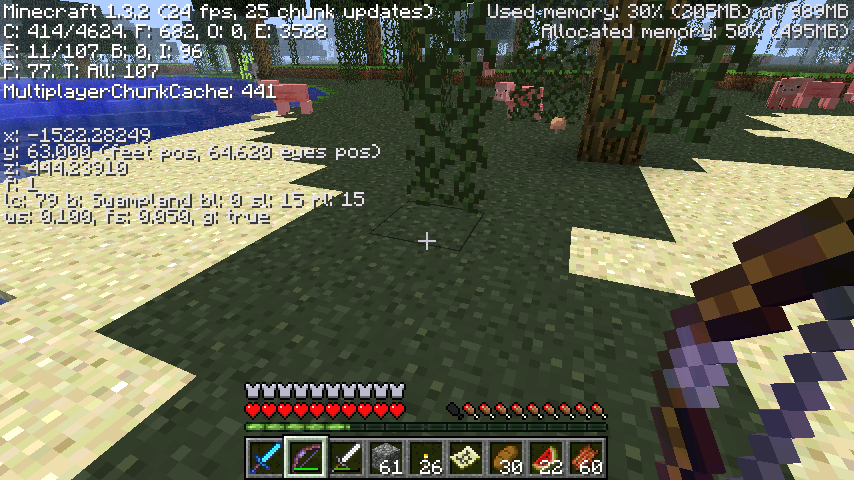 Minecraft 1.3.2 (24 fps, 25 chunk updates)
Used memory: 30% (205MB) of 989MB
C: 414/4624, F: 682, O: 0, E: 3528
Allocated memory: 50% (495MB)
E: 11/107, B: 0, I: 96
P: 77, T: All: 107
MultiplayerChunkCache: 441
x: -1522.28249
y: 63.000 (feet pos, 64.620 eyes pos)
z: 444.23910
f: 1
lc: 79 b: Swampland bl: 0 sl: 15 rl: 15
ws: 0.100, fs: 0.050, g: true
61 26 30 22 60